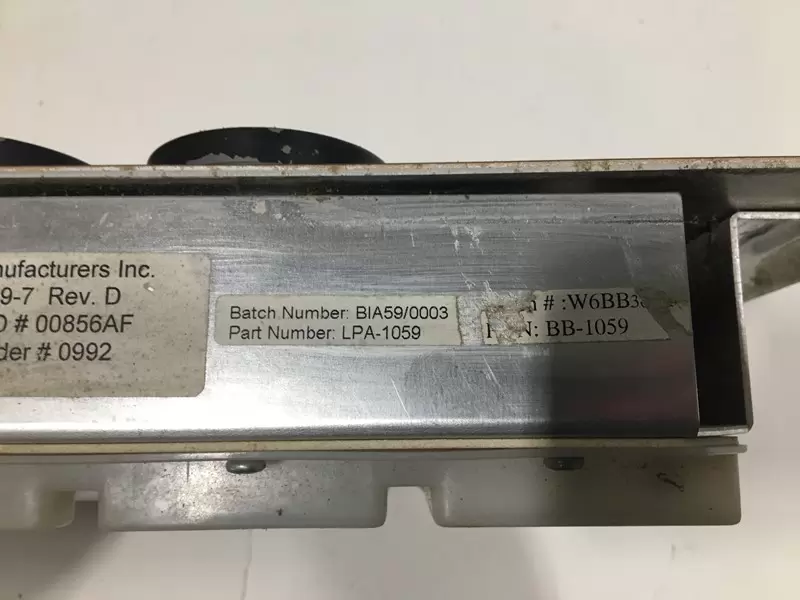 nufacturers Inc.
9-7 Rev. D
# 00856AF
der # 0992
Batch Number: BIA59/0003
Part Number: LPA-1059
# :W6BB3
N: BB-1059